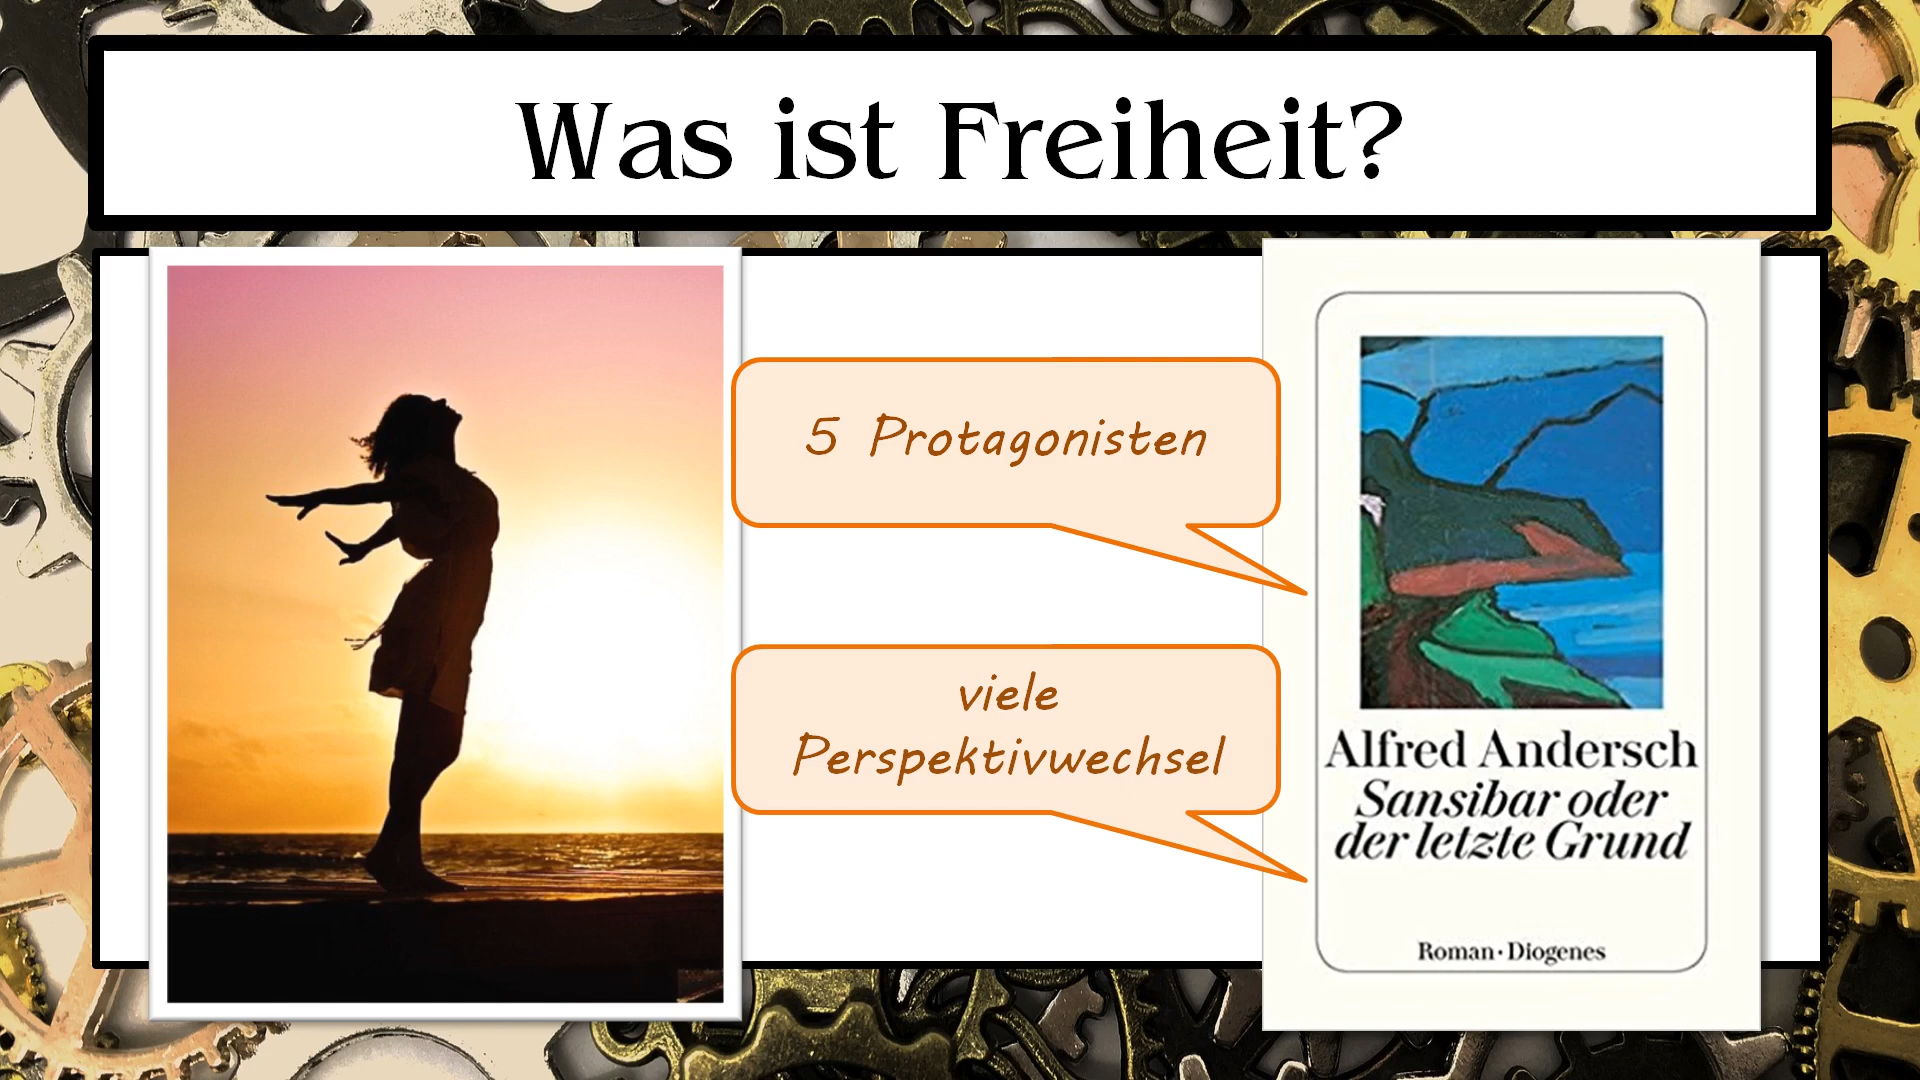 Was ist Freiheit?
5 Protagonisten
viele
Perspektivwechsel
Alfred Andersch
Sansibar oder
der letzte Grund
Roman · Diogenes